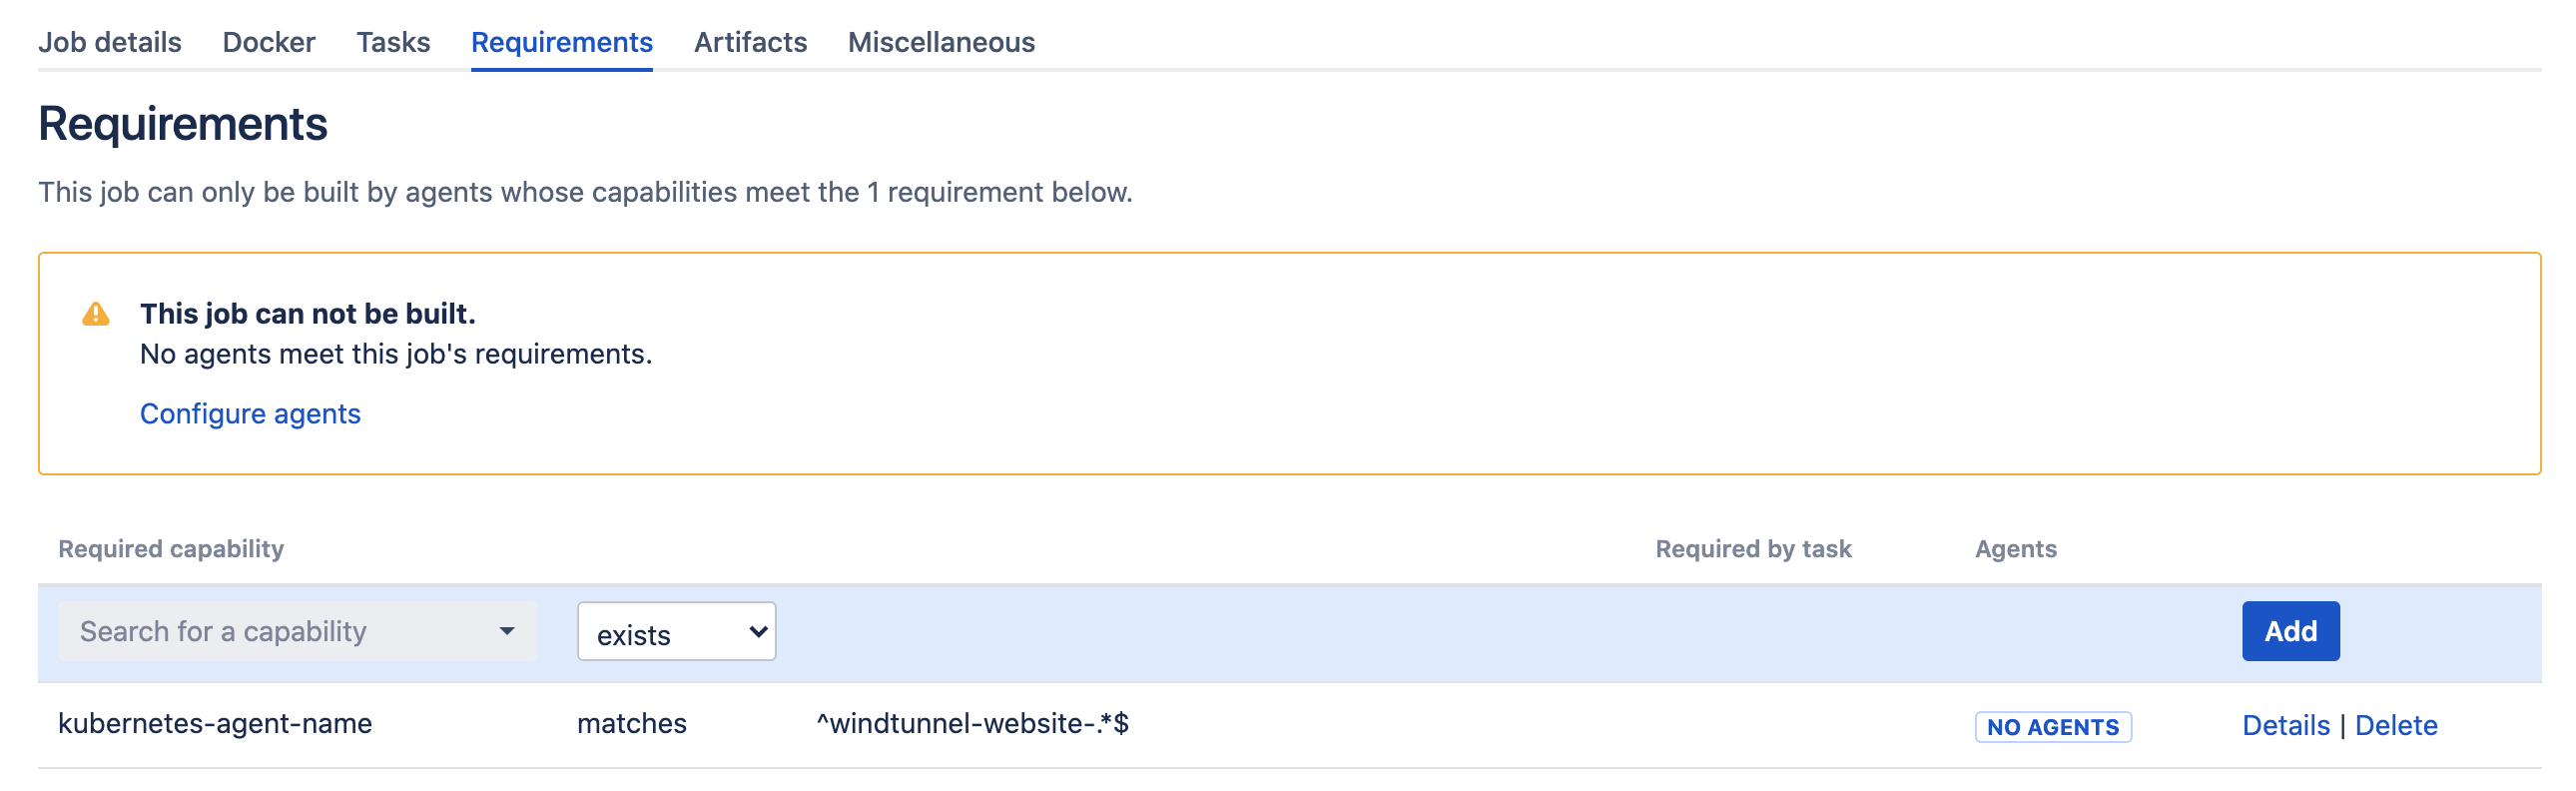 Job details Docker Tasks Requirements Artifacts Miscellaneous
Requirements
This job can only be built by agents whose capabilities meet the 1 requirement below.
This job can not be built.
No agents meet this job's requirements.
Configure agents
Required capability Required by task Agents
Search for a capability exists Add
kubernetes-agent-name matches ^windtunnel-website-.*$ NO AGENTS Details | Delete